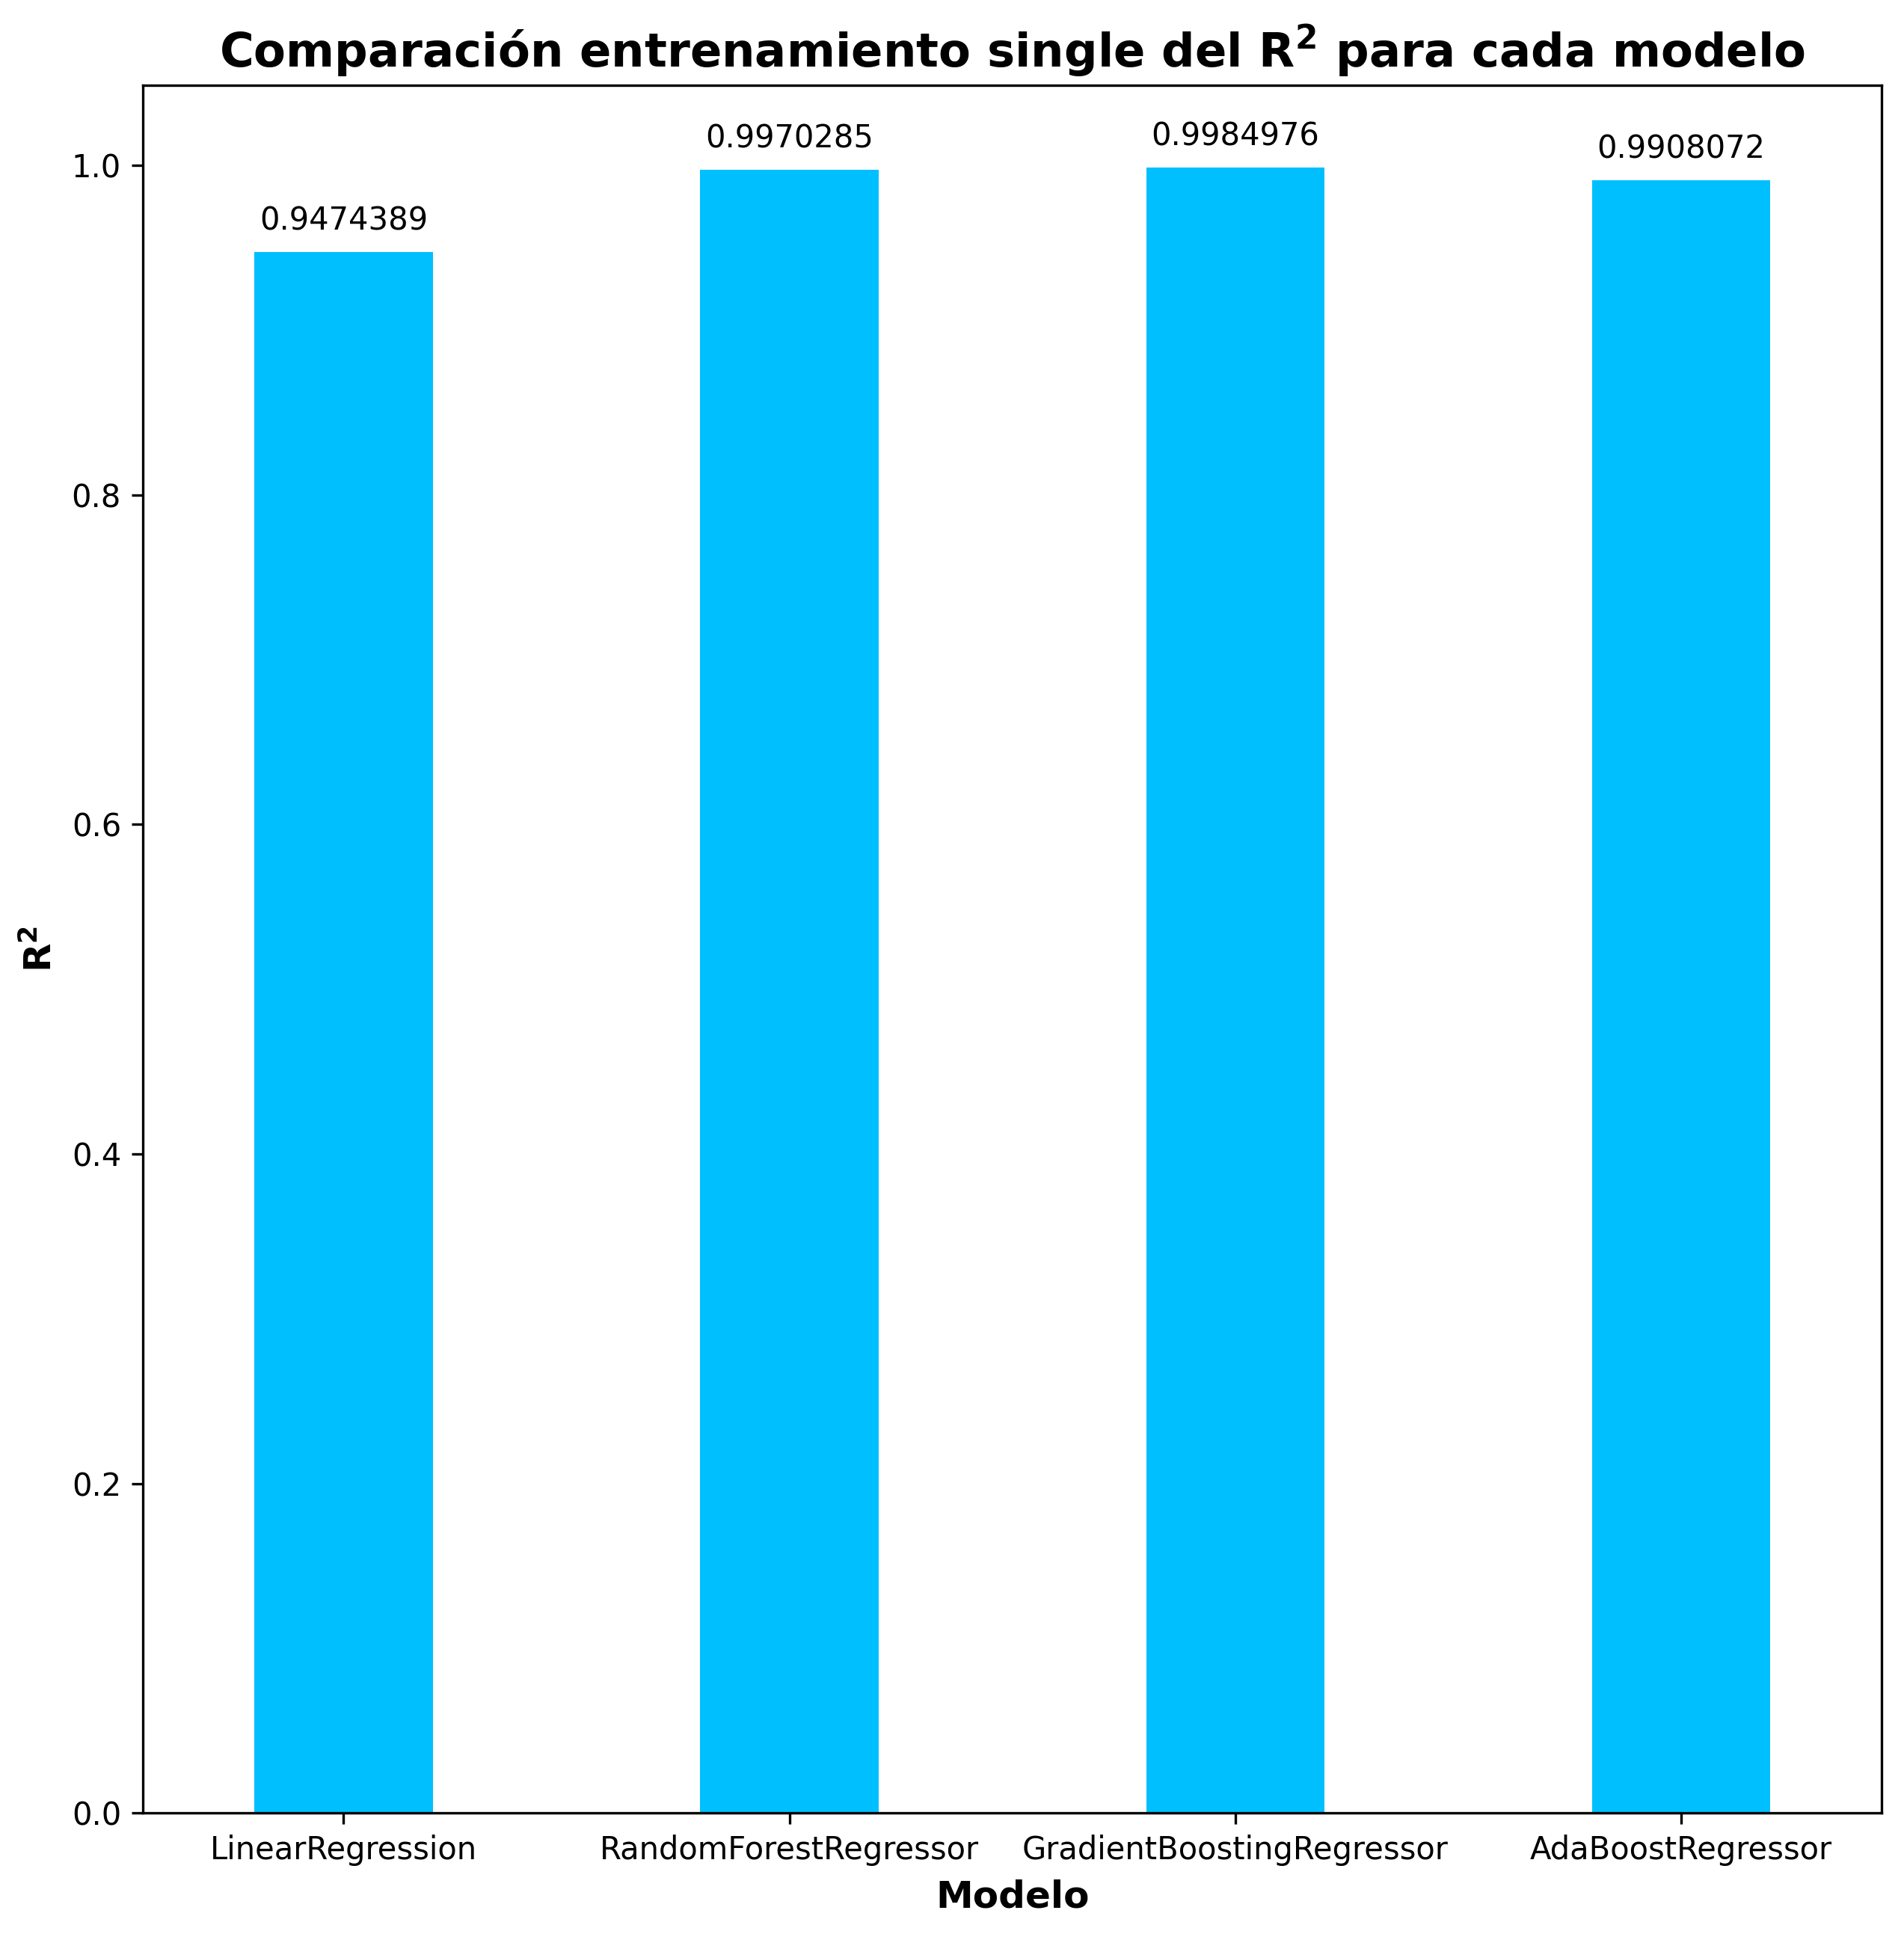 Comparación entrenamiento single del R² para cada modelo
0.9474389
0.9970285
0.9984976
0.9908072
1.0
0.8
0.6
0.4
0.2
0.0
R²
LinearRegression
RandomForestRegressor
GradientBoostingRegressor
AdaBoostRegressor
Modelo